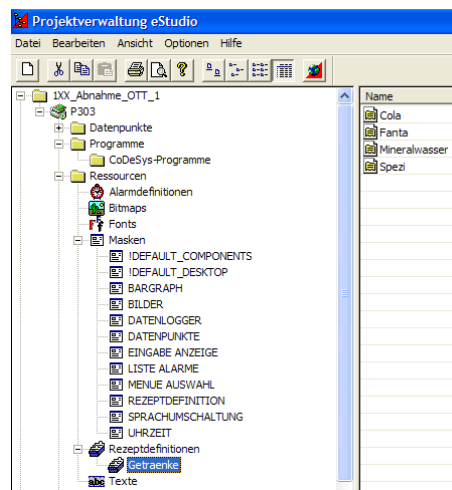 Projektverwaltung eStudio
Datei Bearbeiten Ansicht Optionen Hilfe
1XX_Abnahme_OTT_1
P303
Datenpunkte
Programme
CoDeSys-Programme
Ressourcen
Alarmdefinitionen
Bitmaps
Fonts
Masken
!DEFAULT_COMPONENTS
!DEFAULT_DESKTOP
BARGRAPH
BILDER
DATENLOGGER
DATENPUNKTE
EINGABE ANZEIGE
LISTE ALARME
MENUE AUSWAHL
REZEPTDEFINITION
SPRACHUMSCHALTUNG
UHRZEIT
Rezeptdefinitionen
Getraenke
abc Texte
Name
Cola
Fanta
Mineralwasser
Spezi